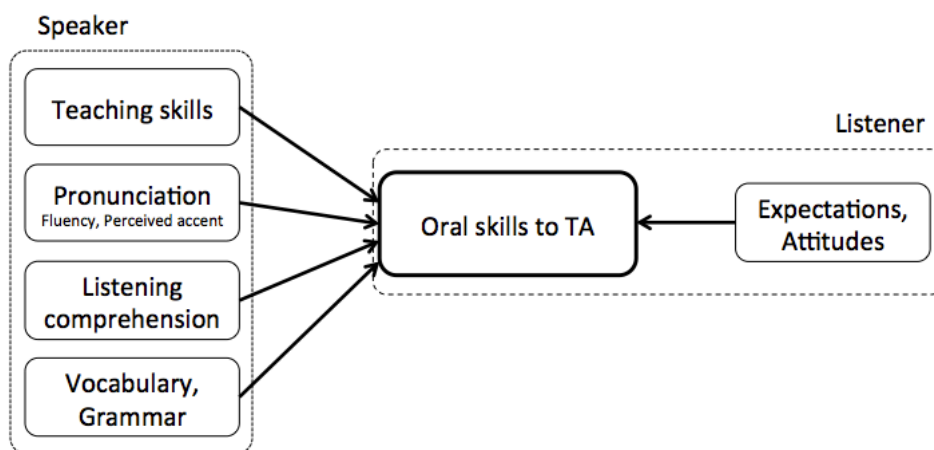 Speaker
Teaching skills
Pronunciation
Fluency, Perceived accent
Listening
comprehension
Vocabulary,
Grammar
Oral skills to TA
Listener
Expectations,
Attitudes